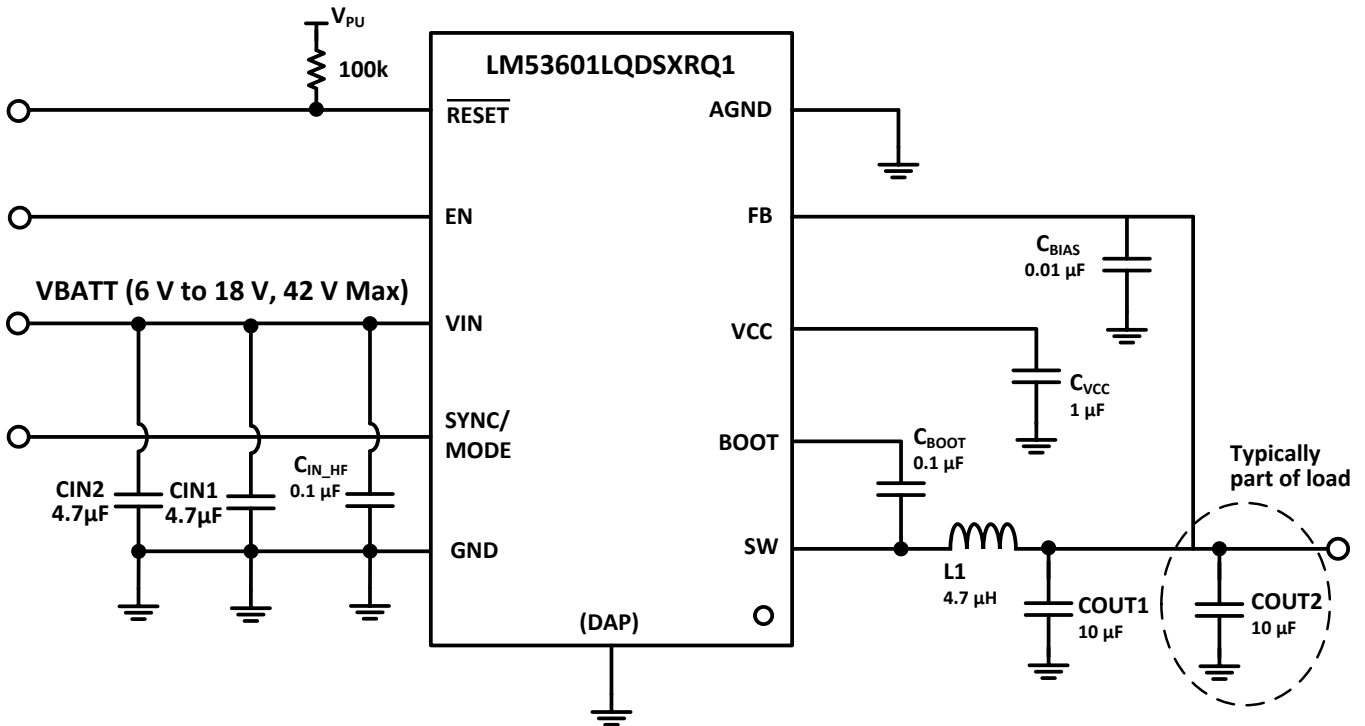 VPU
100k
LM53601LQDSXRQ1
RESET
AGND
EN
FB
CBIAS
0.01 µF
VBATT (6 V to 18 V, 42 V Max)
VIN
VCC
CVCC
1 µF
SYNC/
MODE
BOOT
CBOOT
0.1 µF
Typically
part of load
CIN2
4.7µF
CIN1
4.7µF
CIN_HF
0.1 µF
GND
SW
L1
4.7 µH
COUT1
10 µF
COUT2
10 µF
(DAP)